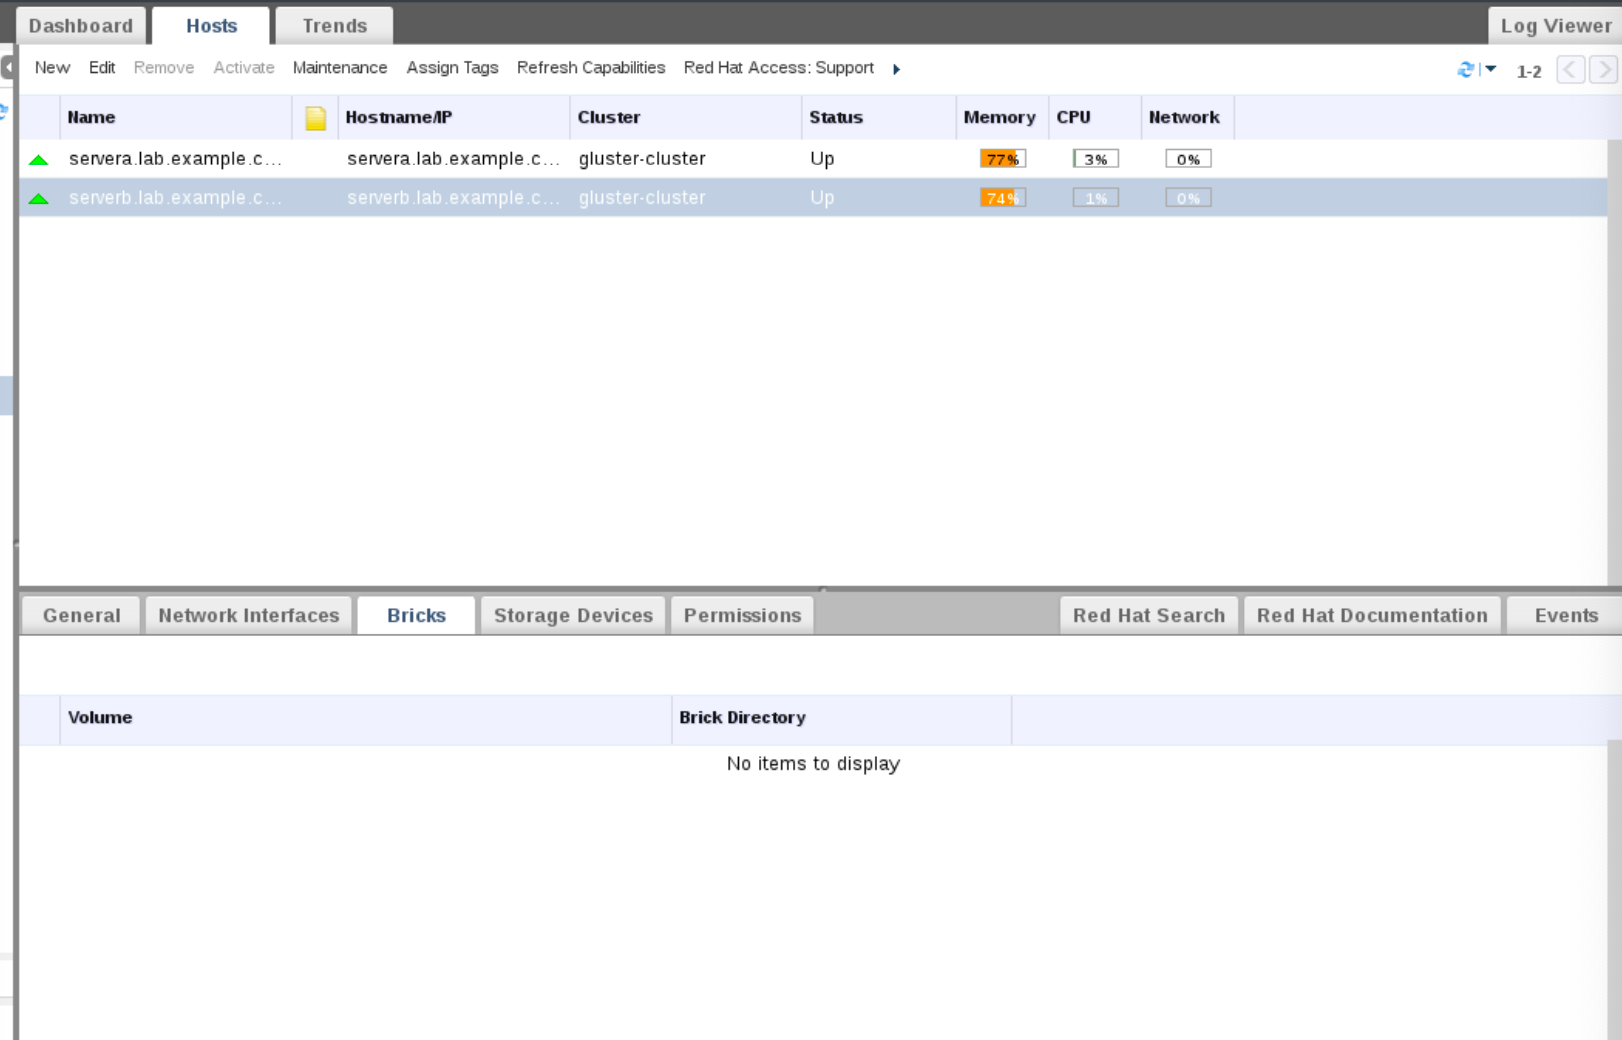 Dashboard Hosts Trends Log Viewer
New Edit Remove Activate Maintenance Assign Tags Refresh Capabilities Red Hat Access: Support 1-2
Name Hostname/IP Cluster Status Memory CPU Network
servera.lab.example.c... servera.lab.example.c... gluster-cluster Up 77% 3% 0%
serverb.lab.example.c... serverb.lab.example.c... gluster-cluster Up 74% 1% 0%
General Network Interfaces Bricks Storage Devices Permissions Red Hat Search Red Hat Documentation Events
Volume Brick Directory
No items to display